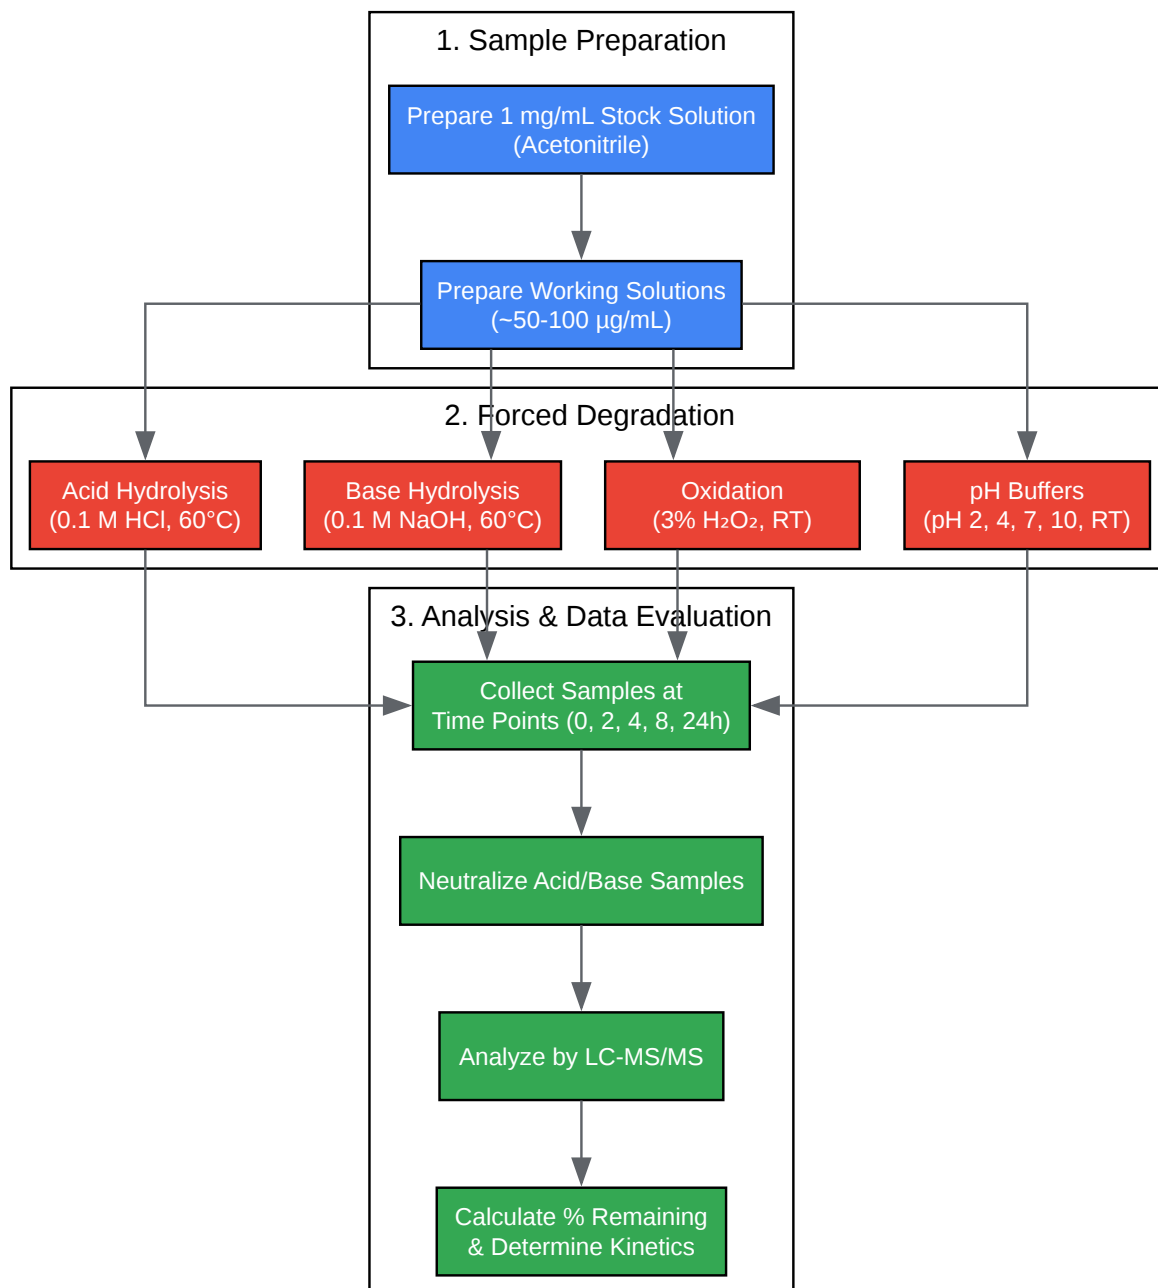 1. Sample Preparation
Prepare 1 mg/mL Stock Solution
(Acetonitrile)
Prepare Working Solutions
(~50-100 µg/mL)
2. Forced Degradation
Acid Hydrolysis
(0.1 M HCl, 60°C)
Base Hydrolysis
(0.1 M NaOH, 60°C)
Oxidation
(3% H₂O₂, RT)
pH Buffers
(pH 2, 4, 7, 10, RT)
3. Analysis & Data Evaluation
Collect Samples at
Time Points (0, 2, 4, 8, 24h)
Neutralize Acid/Base Samples
Analyze by LC-MS/MS
Calculate % Remaining
& Determine Kinetics